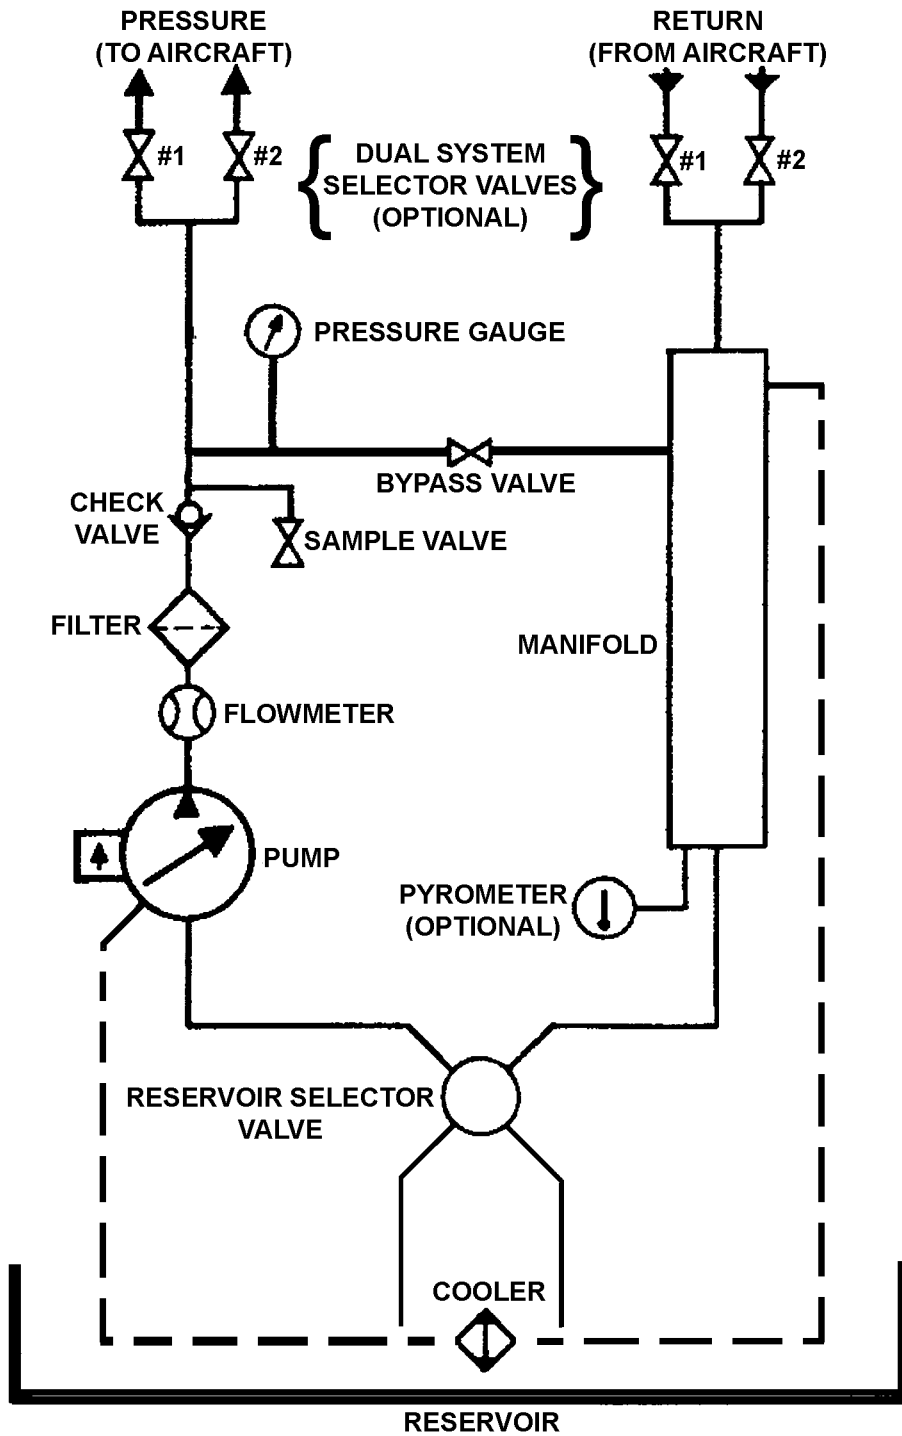 PRESSURE
(TO AIRCRAFT)
RETURN
(FROM AIRCRAFT)
#1
#2
DUAL SYSTEM
SELECTOR VALVES
(OPTIONAL)
#1
#2
PRESSURE GAUGE
BYPASS VALVE
CHECK
VALVE
SAMPLE VALVE
FILTER
MANIFOLD
FLOWMETER
PUMP
PYROMETER
(OPTIONAL)
RESERVOIR SELECTOR
VALVE
COOLER
RESERVOIR